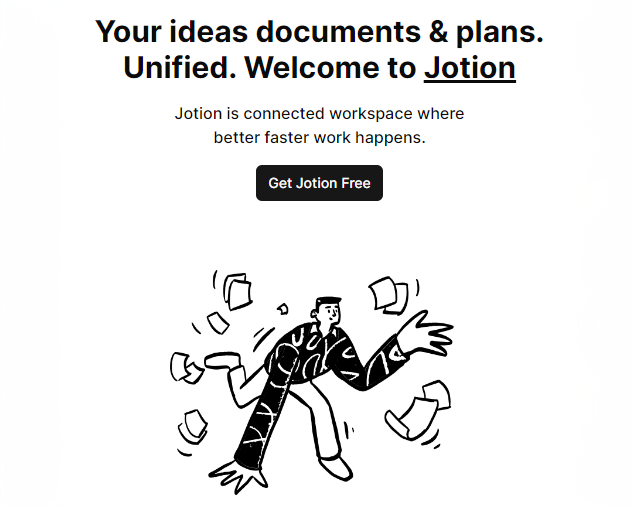 Your ideas documents & plans.
Unified. Welcome to Jotion
Jotion is connected workspace where
better faster work happens.
Get Jotion Free